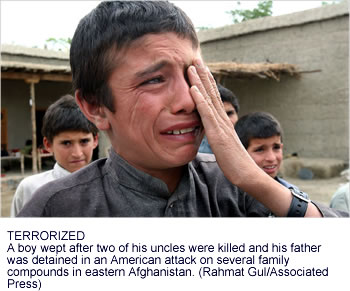 TERRORIZED
A boy wept after two of his uncles were killed and his father
was detained in an American attack on several family
compounds in eastern Afghanistan. (Rahmat Gul/Associated
Press)